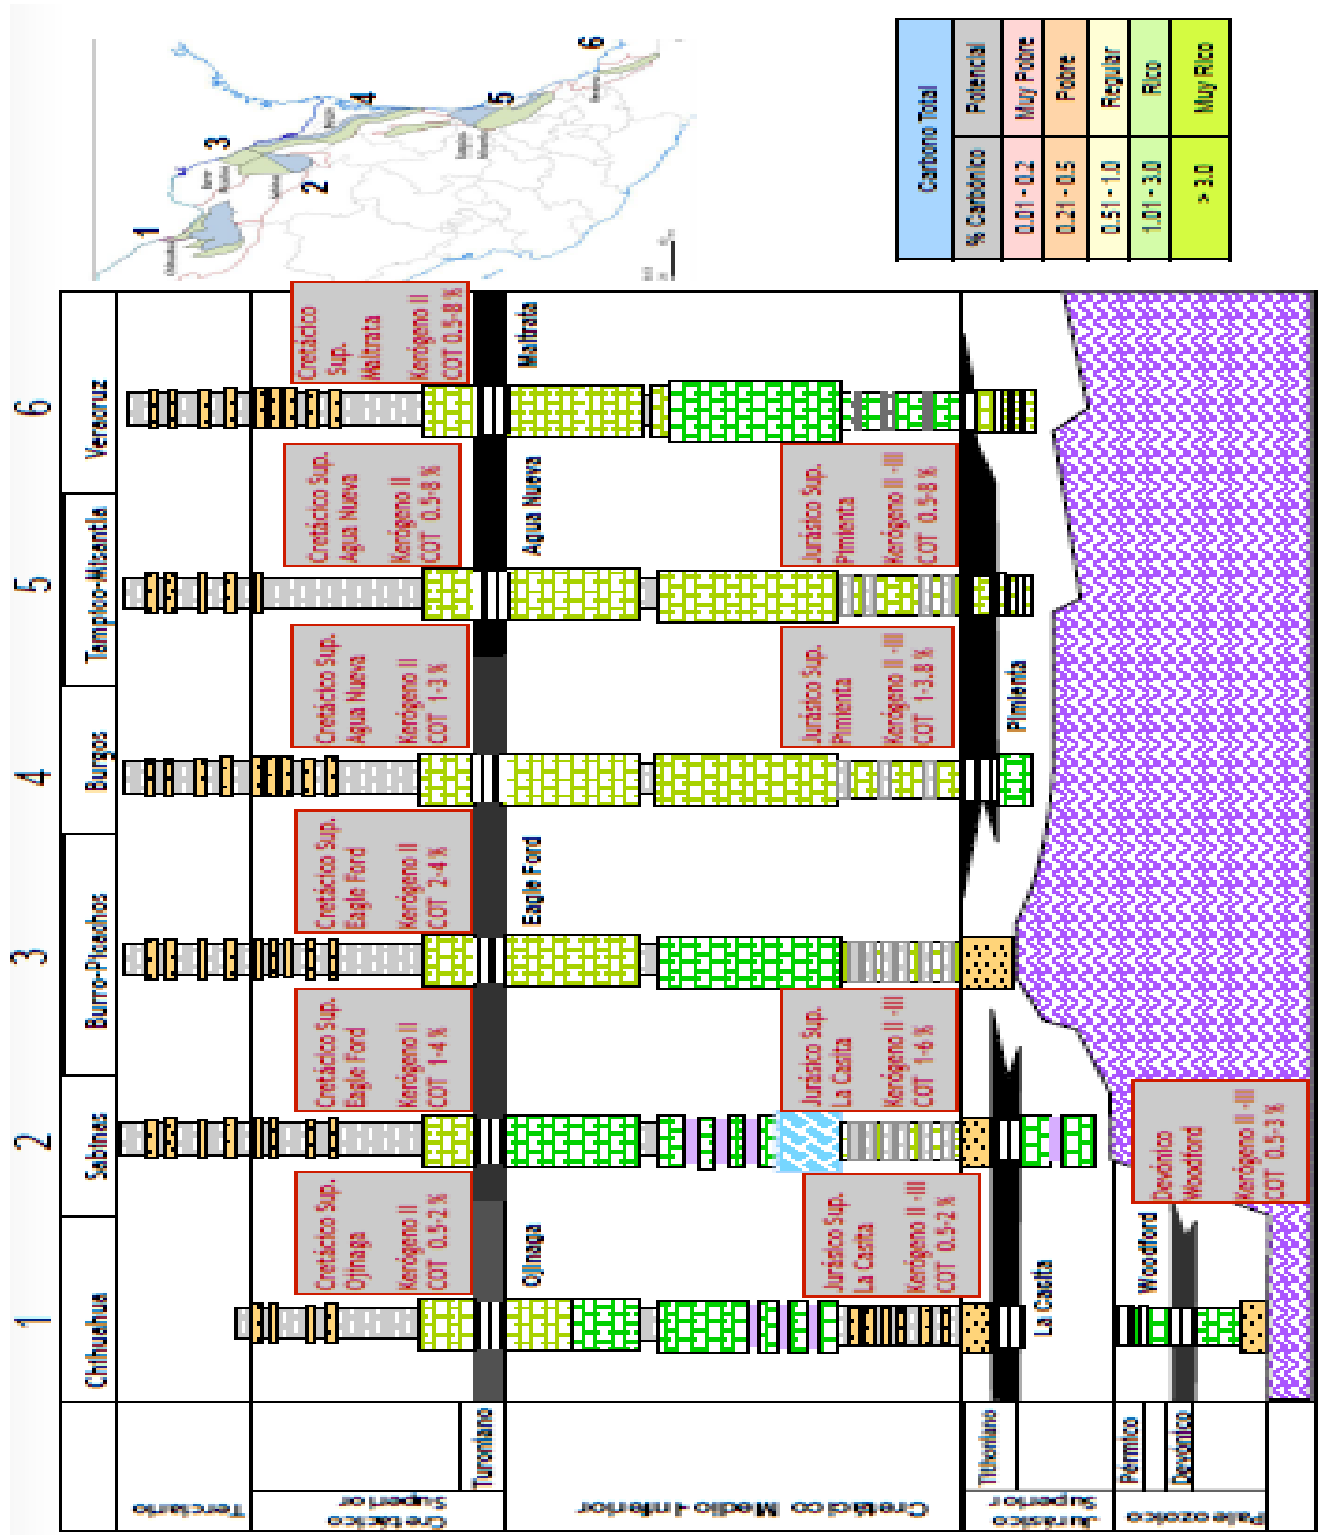 1
2
3
4
5
6
Chihuahua
Sabinas
Burro-Picachos
Burgos
Tampico-Misantla
Veracruz
Terciario
Cretácico
Superior
Turoniano
Cretácico Medio -Inferior
Jurásico
Superior
Tithoniano
Paleozoico
Pérmico
Devónico
Cretácico Sup.
Ojinaga
Kerógeno II
COT 0.5-2 %
Cretácico Sup.
Eagle Ford
Kerógeno II
COT 1-4 %
Cretácico Sup.
Eagle Ford
Kerógeno II
COT 2-4 %
Cretácico Sup.
Agua Nueva
Kerógeno II
COT 1-3 %
Cretácico Sup.
Agua Nueva
Kerógeno II
COT 0.5-8 %
Cretácico
Sup.
Maltrata
Kerógeno II
COT 0.5-8 %
Ojinaga
Eagle Ford
Agua Nueva
Maltrata
Jurásico Sup.
La Casita
Kerógeno II -III
COT 0.5-2 %
Jurásico Sup.
La Casita
Kerógeno II -III
COT 1-6 %
Jurásico Sup.
Pimienta
Kerógeno II -III
COT 1-3.8 %
Jurásico Sup.
Pimienta
Kerógeno II -III
COT 0.5-8 %
La Casita
Pimienta
Woodford
Devónico
Woodford
Kerógeno II -III
COT 0.5-3 %
1
2
3
4
5
6
Carbono Total
% Carbónico Potencial
0.01 - 0.2 Muy Pobre
0.21 - 0.5 Pobre
0.51 - 1.0 Regular
1.01 - 3.0 Rico
> 3.0 Muy Rico